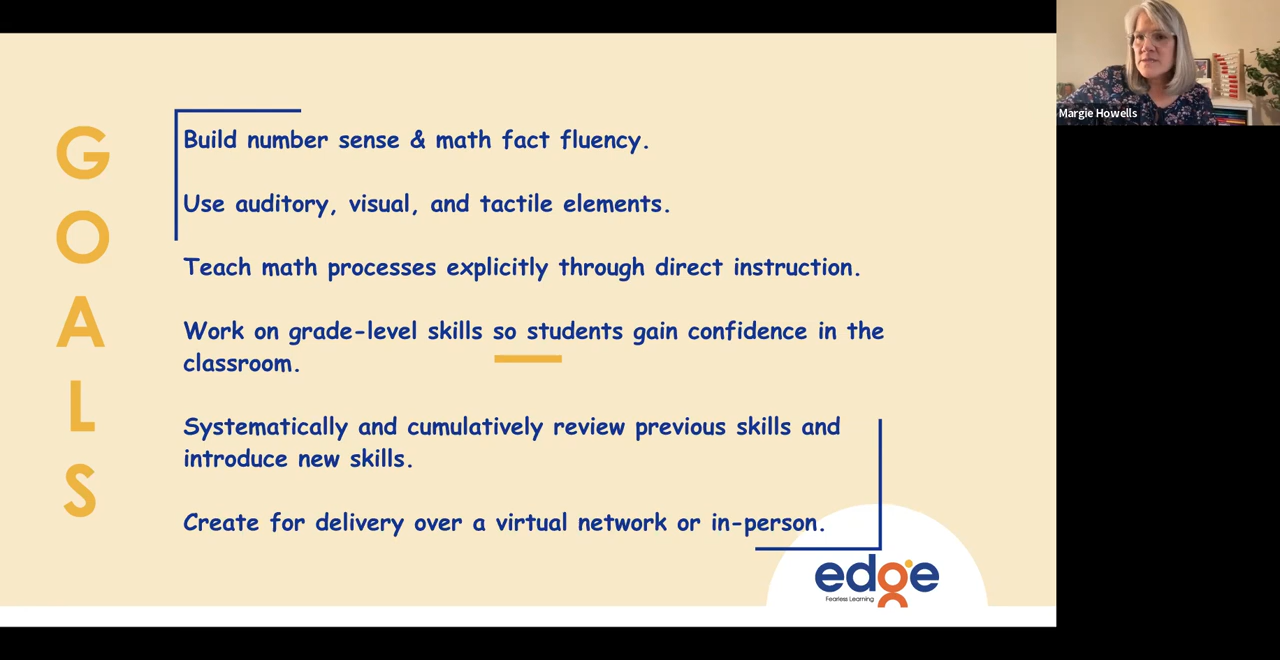 GOALS
Build number sense & math fact fluency.
Use auditory, visual, and tactile elements.
Teach math processes explicitly through direct instruction.
Work on grade-level skills so students gain confidence in the
classroom.
Systematically and cumulatively review previous skills and
introduce new skills.
Create for delivery over a virtual network or in-person.
edge
Fearless Learning
Margie Howells